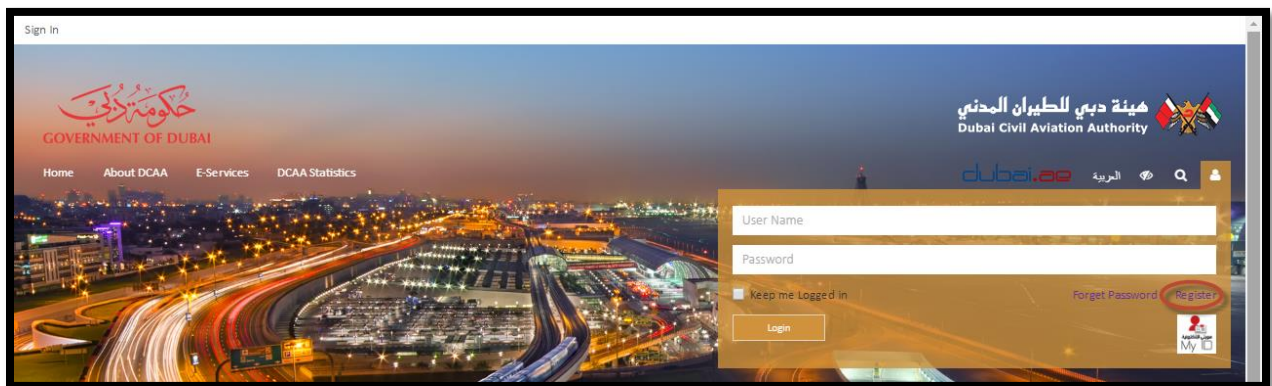 Sign In
حكومة دبي
GOVERNMENT OF DUBAI
هيئة دبي للطيران المدني
Dubai Civil Aviation Authority
Home About DCAA E-Services DCAA Statistics
dubai.ae العربية
User Name
Password
Keep me Logged in Forget Password Register
Login
My ID